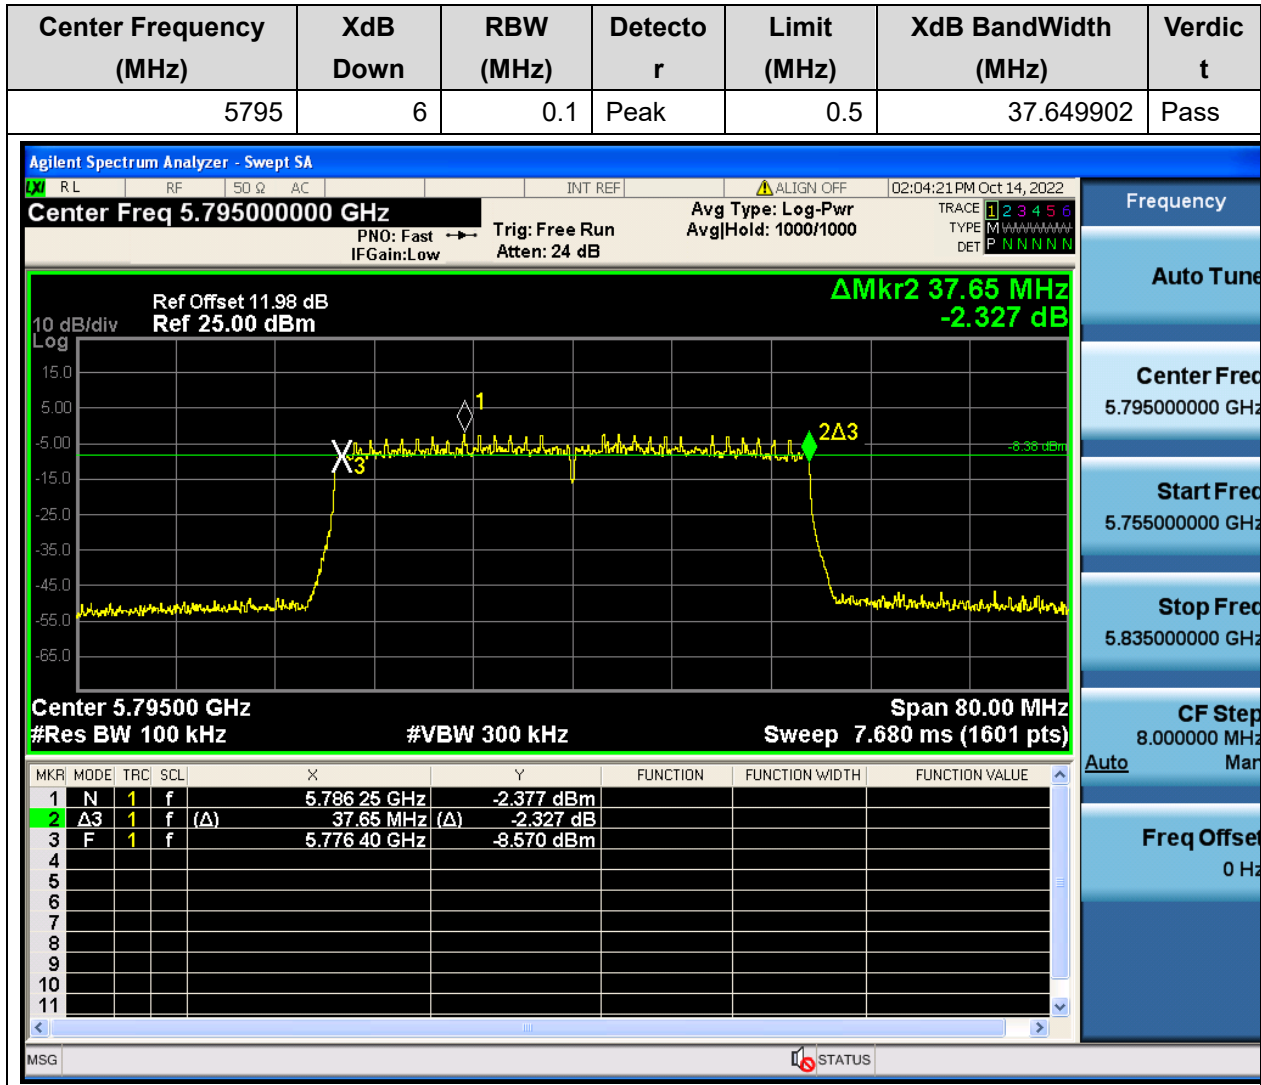 Center Frequency (MHz) XdB Down RBW (MHz) Detecto r Limit (MHz) XdB BandWidth (MHz) Verdic t
5795 6 0.1 Peak 0.5 37.649902 Pass
Agilent Spectrum Analyzer - Swept SA
LXI RL RF 50 Ω AC INT REF ALIGN OFF 02:04:21 PM Oct 14, 2022
Center Freq 5.795000000 GHz
PNO: Fast
IFGain:Low
Trig: Free Run
Atten: 24 dB
Avg Type: Log-Pwr
Avg|Hold: 1000/1000
TRACE 1 2 3 4 5 6
TYPE M
DET P N N N N N
ΔMkr2 37.65 MHz
-2.327 dB
Ref Offset 11.98 dB
10 dB/div Ref 25.00 dBm
Log
15.0
5.00
-5.00
-15.0
-25.0
-35.0
-45.0
-55.0
-65.0
1
2Δ3
3
-8.38 dBm
Center 5.79500 GHz Span 80.00 MHz
#Res BW 100 kHz #VBW 300 kHz Sweep 7.680 ms (1601 pts)
MKR MODE TRC SCL X Y FUNCTION FUNCTION WIDTH FUNCTION VALUE
1 N 1 f 5.786 25 GHz -2.377 dBm
2 Δ3 1 f (Δ) 37.65 MHz (Δ) -2.327 dB
3 F 1 f 5.776 40 GHz -8.570 dBm
4
5
6
7
8
9
10
11
MSG STATUS
Frequency
Auto Tune
Center Freq
5.795000000 GHz
Start Freq
5.755000000 GHz
Stop Freq
5.835000000 GHz
CF Step
8.000000 MHz
Auto Man
Freq Offset
0 Hz